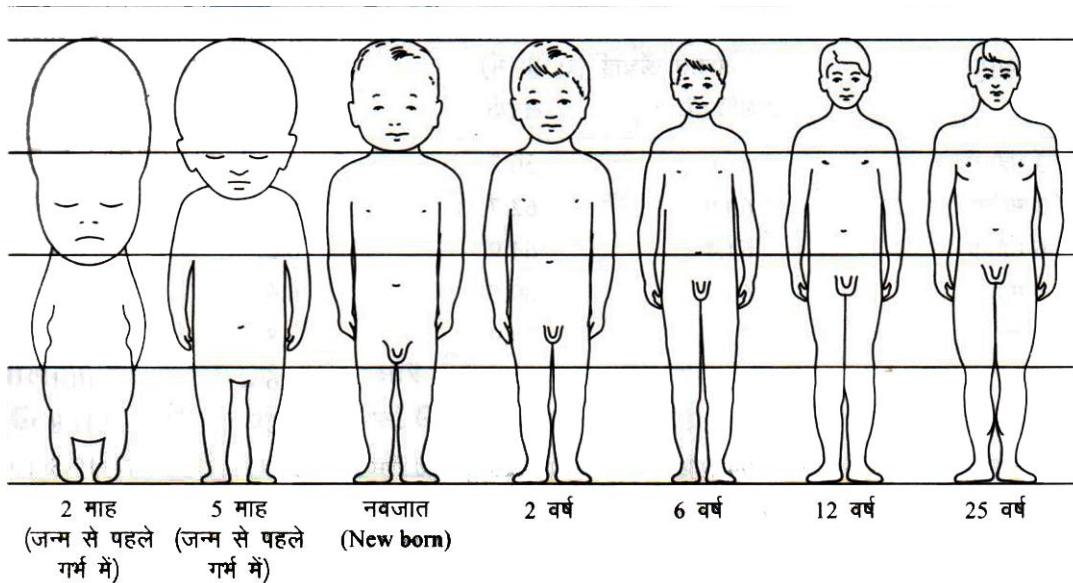 2 माह
(जन्म से पहले
गर्भ में)
5 माह
(जन्म से पहले
गर्भ में)
नवजात
(New born)
2 वर्ष
6 वर्ष
12 वर्ष
25 वर्ष